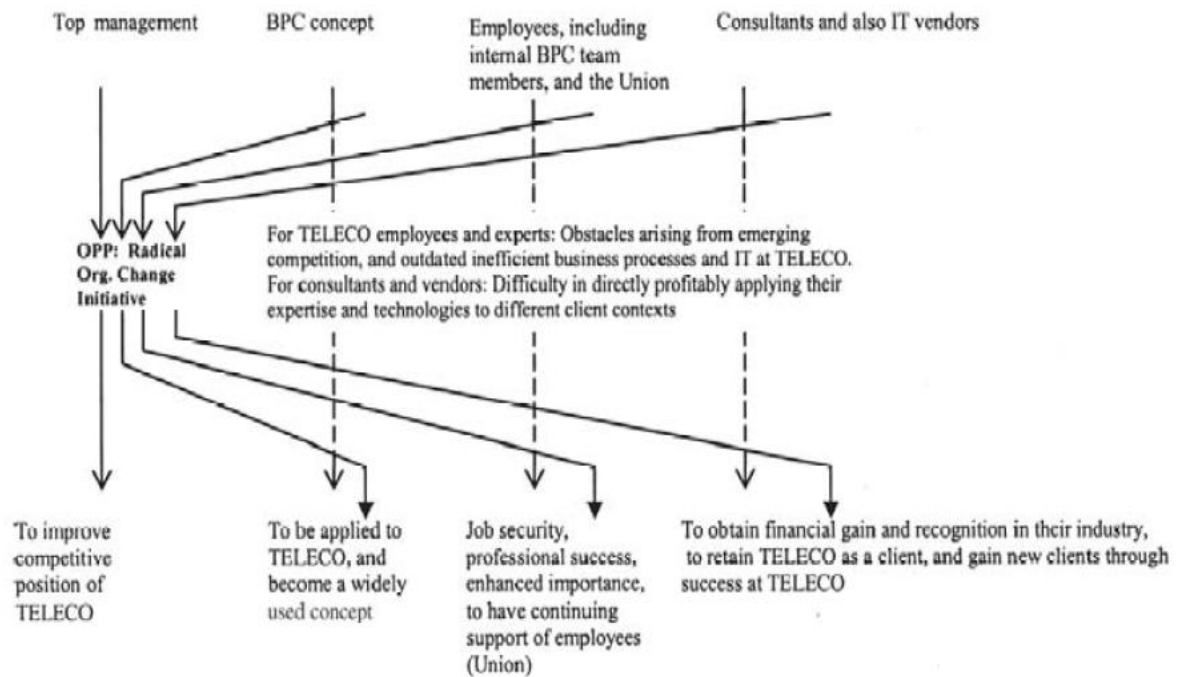 Top management
BPC concept
Employees, including
internal BPC team
members, and the Union
Consultants and also IT vendors
OPP: Radical
Org. Change
Initiative
For TELECO employees and experts: Obstacles arising from emerging
competition, and outdated inefficient business processes and IT at TELECO.
For consultants and vendors: Difficulty in directly profitably applying their
expertise and technologies to different client contexts
To improve
competitive
position of
TELECO
To be applied to
TELECO, and
become a widely
used concept
Job security,
professional success,
enhanced importance,
to have continuing
support of employees
(Union)
To obtain financial gain and recognition in their industry,
to retain TELECO as a client, and gain new clients through
success at TELECO